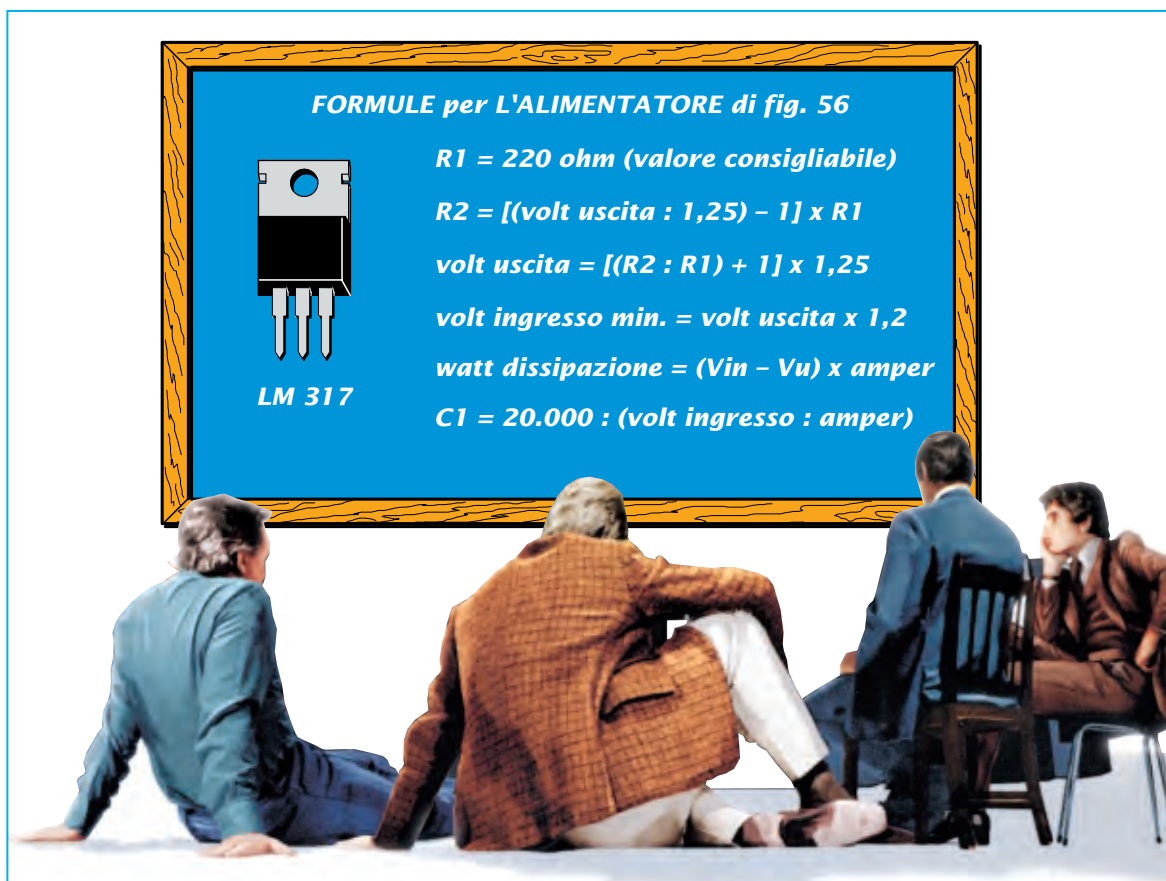 FORMULE per L'ALIMENTATORE di fig. 56
R1 = 220 ohm (valore consigliabile)
R2 = [(volt uscita : 1,25) – 1] x R1
volt uscita = [(R2 : R1) + 1] x 1,25
volt ingresso min. = volt uscita x 1,2
watt dissipazione = (Vin – Vu) x amper
C1 = 20.000 : (volt ingresso : amper)
LM 317